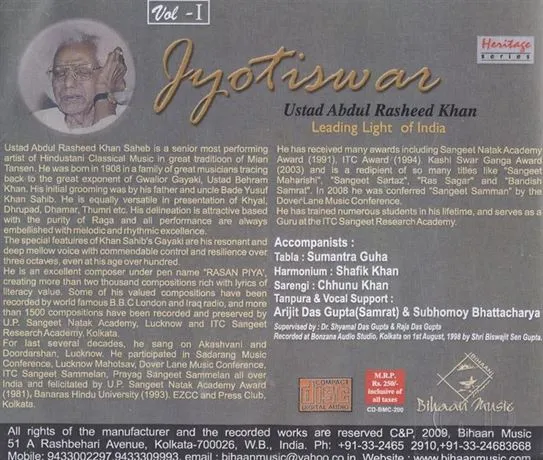 Vol - I
Heritage
series
Jyotiswar
Ustad Abdul Rasheed Khan
Leading Light of India
Ustad Abdul Rasheed Khan Saheb is a senior most performing
artist of Hindustani Classical Music in great tradition of Mian
Tansen. He was born in 1908 in a family of great musicians tracing
back to the great exponent of Gwalior Gayaki, Ustad Behram
Khan. His initial grooming was by his father and uncle Bade Yusuf
Khan Sahib. He is equally versatile in presentation of Khyal,
Dhrupad, Dhamar, Thumri etc. His delineation is attractive based
with the purity of Raga and all performance are always
embellished with melodic and rhythmic excellence.
The special featuires of Khan Sahib's Gayaki are his resonant and
deep mellow voice with commendable control and resilience over
three octaves, even at his age over hundred.
He is an excellent composer under pen name "RASAN PIYA',
creating more than two thousand compositions rich with lyrics of
literary value. Some of his valued compositions have been
recorded by world famous B.B.C London and Iraq radio, and more
than 1500 compositions have been recorded and preserved by
U.P. Sangeet Natak Academy, Lucknow and ITC Sangeet
Research Academy, Kolkata.
For last several decades, he sang on Akashvani and
Doordarshan, Lucknow. He participated in Sadarang Music
Conference, Lucknow Mahotsav, Dover Lane Music Conference,
ITC Sangeet Sammelan, Prayag Sangeet Sammelan all over
India and felicitated by U.P. Sangeet Natak Academy Award
(1981), Banaras Hindu University (1993). EZCC and Press Club,
Kolkata.
He has received many awards including Sangeet Natak Academy
Award (1991), ITC Award (1994). Kashi Swar Ganga Award
(2003) and is a redipient of so many titles like "Sangeet
Maharishi", "Sangeet Sartaz", "Ras Sagar" and "Bandish
Samrat". In 2008 he was conferred "Sangeet Samman" by the
Dover Lane Music Conference.
He has trained numerous students in his lifetime, and serves as a
Guru at the ITC Sangeet Research Academy.
Accompanists :
Tabla : Sumantra Guha
Harmonium : Shafik Khan
Sarengi : Chhunu Khan
Tanpura & Vocal Support :
Arijit Das Gupta(Samrat) & Subhomoy Bhattacharya
Supervised by : Dr. Shyamal Das Gupta & Raja Das Gupta
Recorded at Bonzana Audio Studio, Kolkata on 1st August, 1998 by Shri Biswajit Sen Gupta.
COMPACT
disc
DIGITAL AUDIO
M.R.P.
Rs. 250/-
inclusive of
all taxes
CD-BMC-200
BIHAAN
Bihaan Music
All rights of the manufacturer and the recorded works are reserved C&P, 2009, Bihaan Music
51 A Rashbehari Avenue, Kolkata-700026, W.B., India. Ph: +91-33-2465 2910,+91-33-24683668
Mobile: 9433002297,9433309993, email : bihaanmusic@yahoo.com, Website : www.bihaanmusic.com